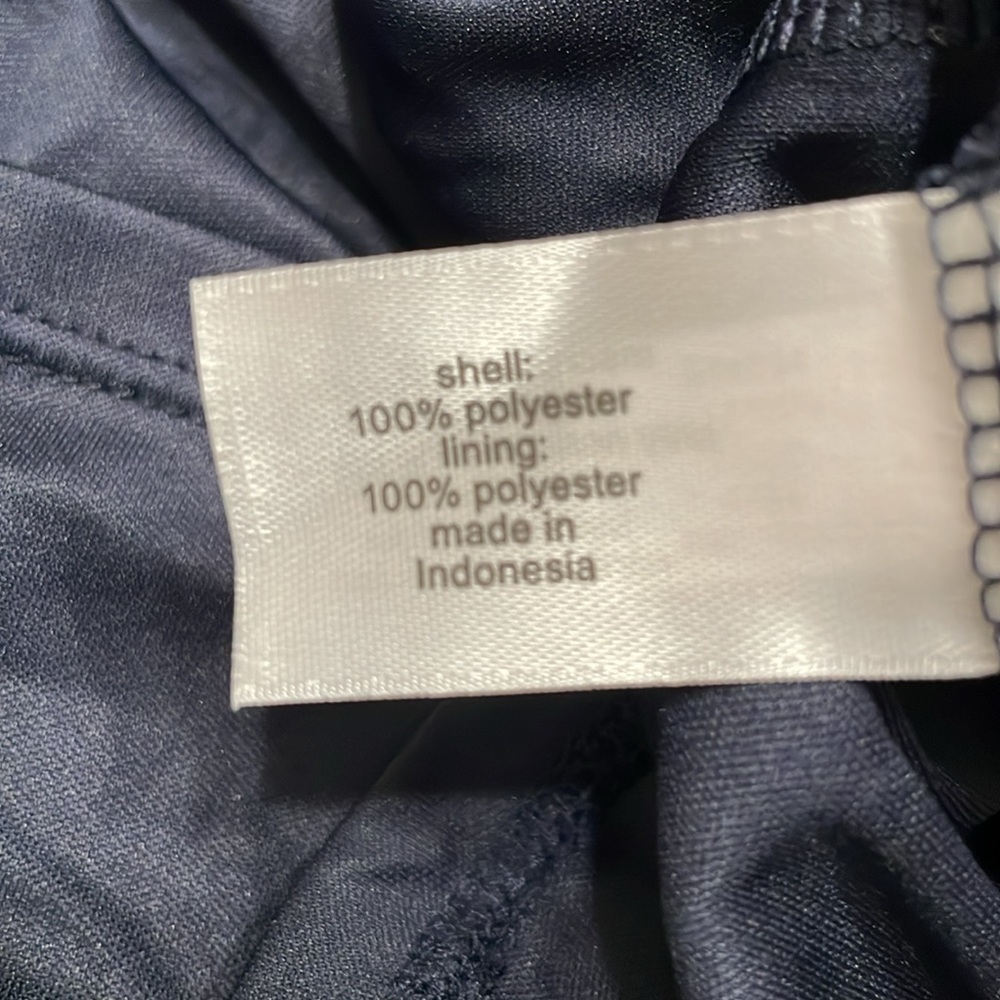 shell:
100% polyester
lining:
100% polyester
made in
Indonesia